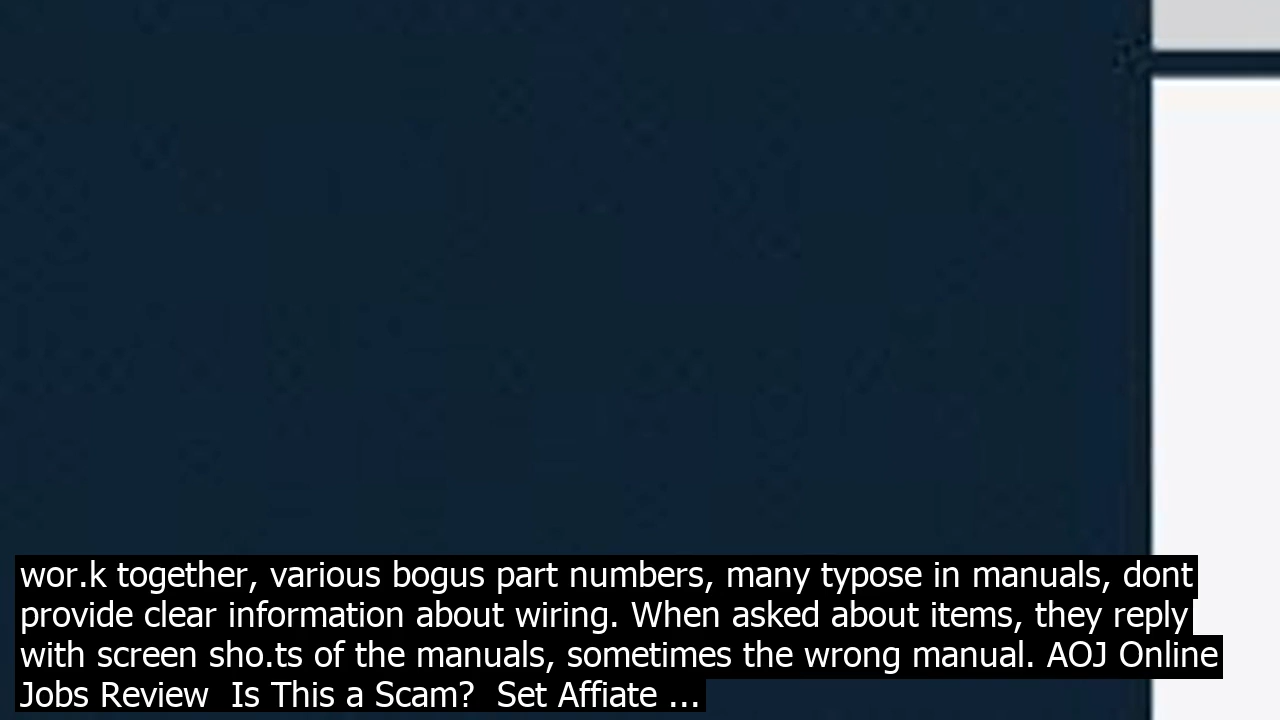 wor.k together, various bogus part numbers, many typose in manuals, dont
provide clear information about wiring. When asked about items, they reply
with screen sho.ts of the manuals, sometimes the wrong manual. AOJ Online
Jobs Review  Is This a Scam?  Set Affiate ...